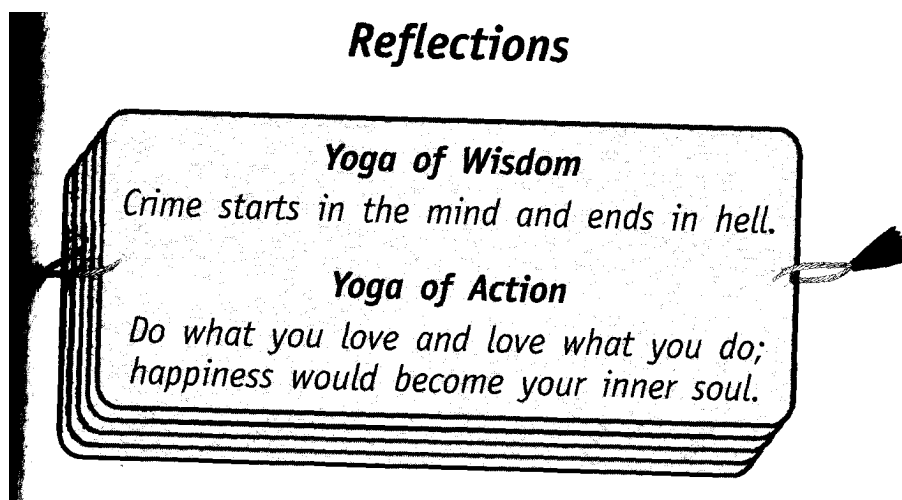 Reflections
Yoga of Wisdom
Crime starts in the mind and ends in hell.
Yoga of Action
Do what you love and love what you do;
happiness would become your inner soul.